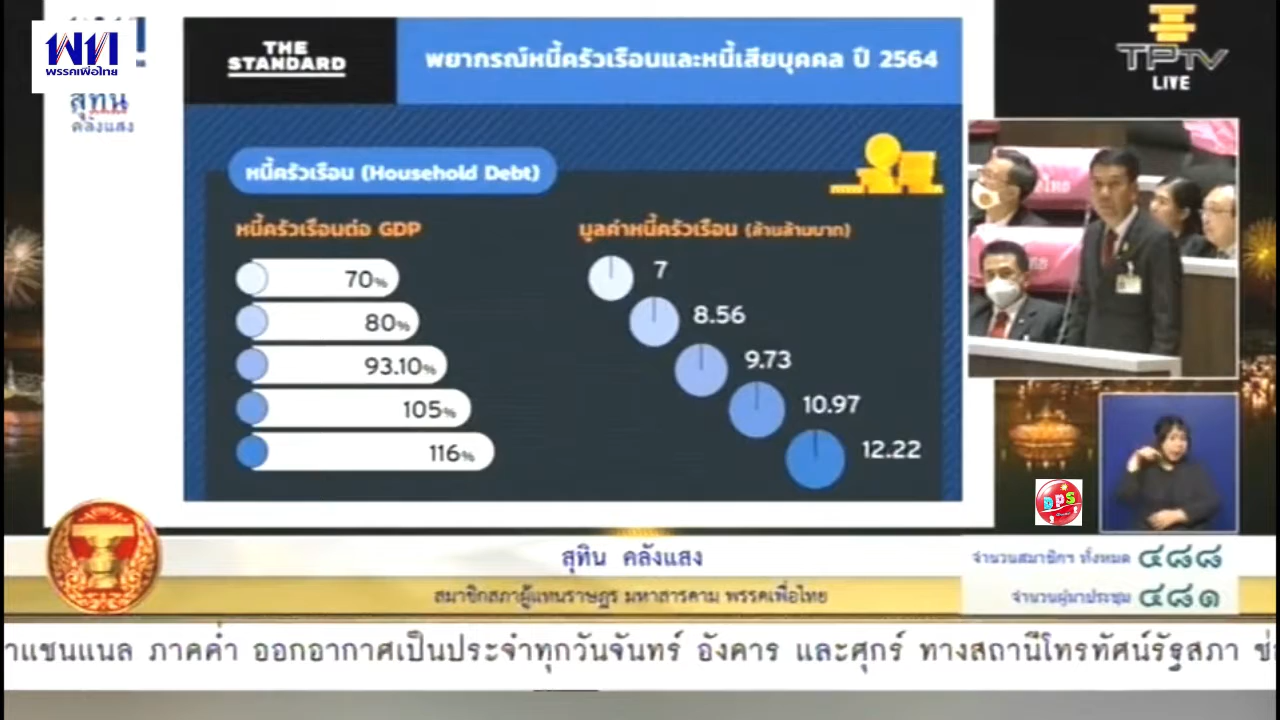 พท
พรรคเพื่อไทย
สุทิน
คลังแสง
THE
STANDARD
พยากรณ์หนี้ครัวเรือนและหนี้เสียบุคคล ปี 2564
TPTV
LIVE
หนี้ครัวเรือน (Household Debt)
หนี้ครัวเรือนต่อ GDP
70%
80%
93.10%
105%
116%
มูลค่าหนี้ครัวเรือน (ล้านล้านบาท)
7
8.56
9.73
10.97
12.22
DPS
สุทิน คลังแสง
สมาชิกสภาผู้แทนราษฎร มหาสารคาม พรรคเพื่อไทย
จำนวนสมาชิกฯ ทั้งหมด ๔๘๘
จำนวนผู้มาประชุม ๔๘๑
าแชนแนล ภาคค่ำ ออกอากาศเป็นประจำทุกวันจันทร์ อังคาร และศุกร์ ทางสถานีโทรทัศน์รัฐสภา ช่